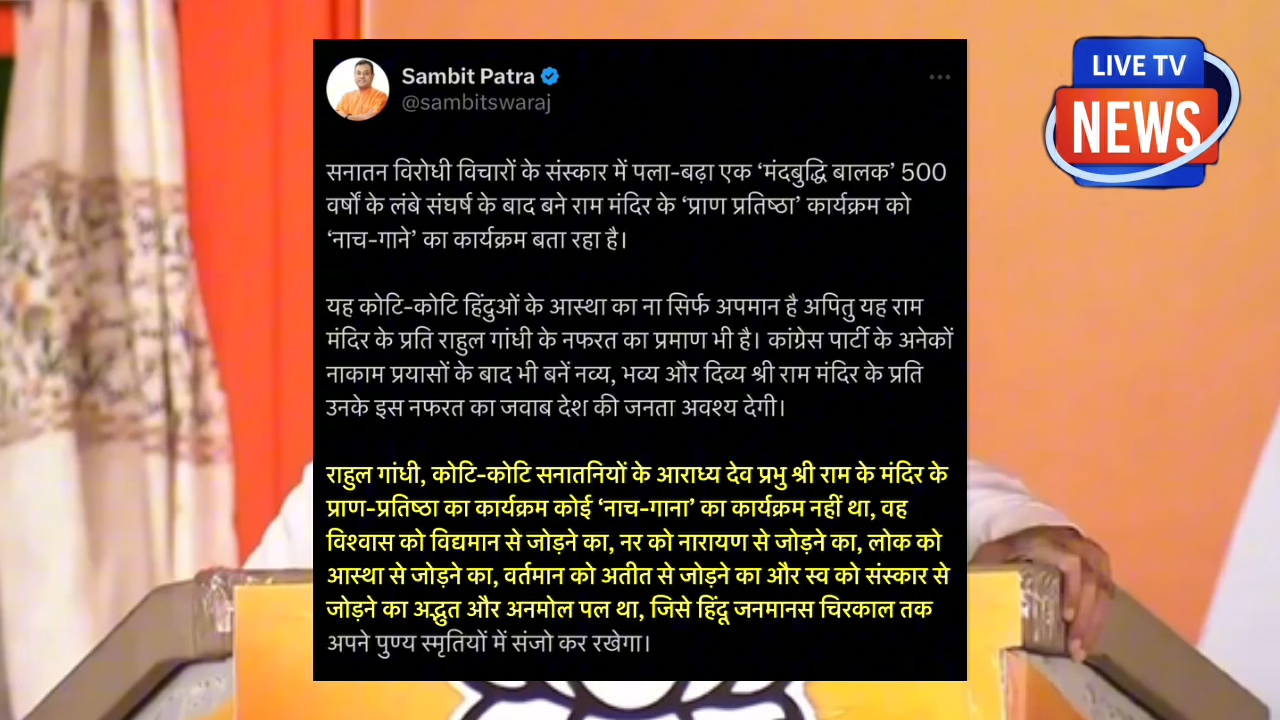 Sambit Patra
@sambitswaraj
LIVE TV
NEWS
सनातन विरोधी विचारों के संस्कार में पला-बढ़ा एक ‘मंदबुद्धि बालक’ 500
वर्षों के लंबे संघर्ष के बाद बने राम मंदिर के ‘प्राण प्रतिष्ठा’ कार्यक्रम को
‘नाच-गाने’ का कार्यक्रम बता रहा है।
यह कोटि-कोटि हिंदुओं के आस्था का ना सिर्फ अपमान है अपितु यह राम
मंदिर के प्रति राहुल गांधी के नफरत का प्रमाण भी है। कांग्रेस पार्टी के अनेकों
नाकाम प्रयासों के बाद भी बनें नव्य, भव्य और दिव्य श्री राम मंदिर के प्रति
उनके इस नफरत का जवाब देश की जनता अवश्य देगी।
राहुल गांधी, कोटि-कोटि सनातनियों के आराध्य देव प्रभु श्री राम के मंदिर के
प्राण-प्रतिष्ठा का कार्यक्रम कोई ‘नाच-गाना’ का कार्यक्रम नहीं था, वह
विश्वास को विद्यमान से जोड़ने का, नर को नारायण से जोड़ने का, लोक को
आस्था से जोड़ने का, वर्तमान को अतीत से जोड़ने का और स्व को संस्कार से
जोड़ने का अद्भुत और अनमोल पल था, जिसे हिंदू जनमानस चिरकाल तक
अपने पुण्य स्मृतियों में संजो कर रखेगा।